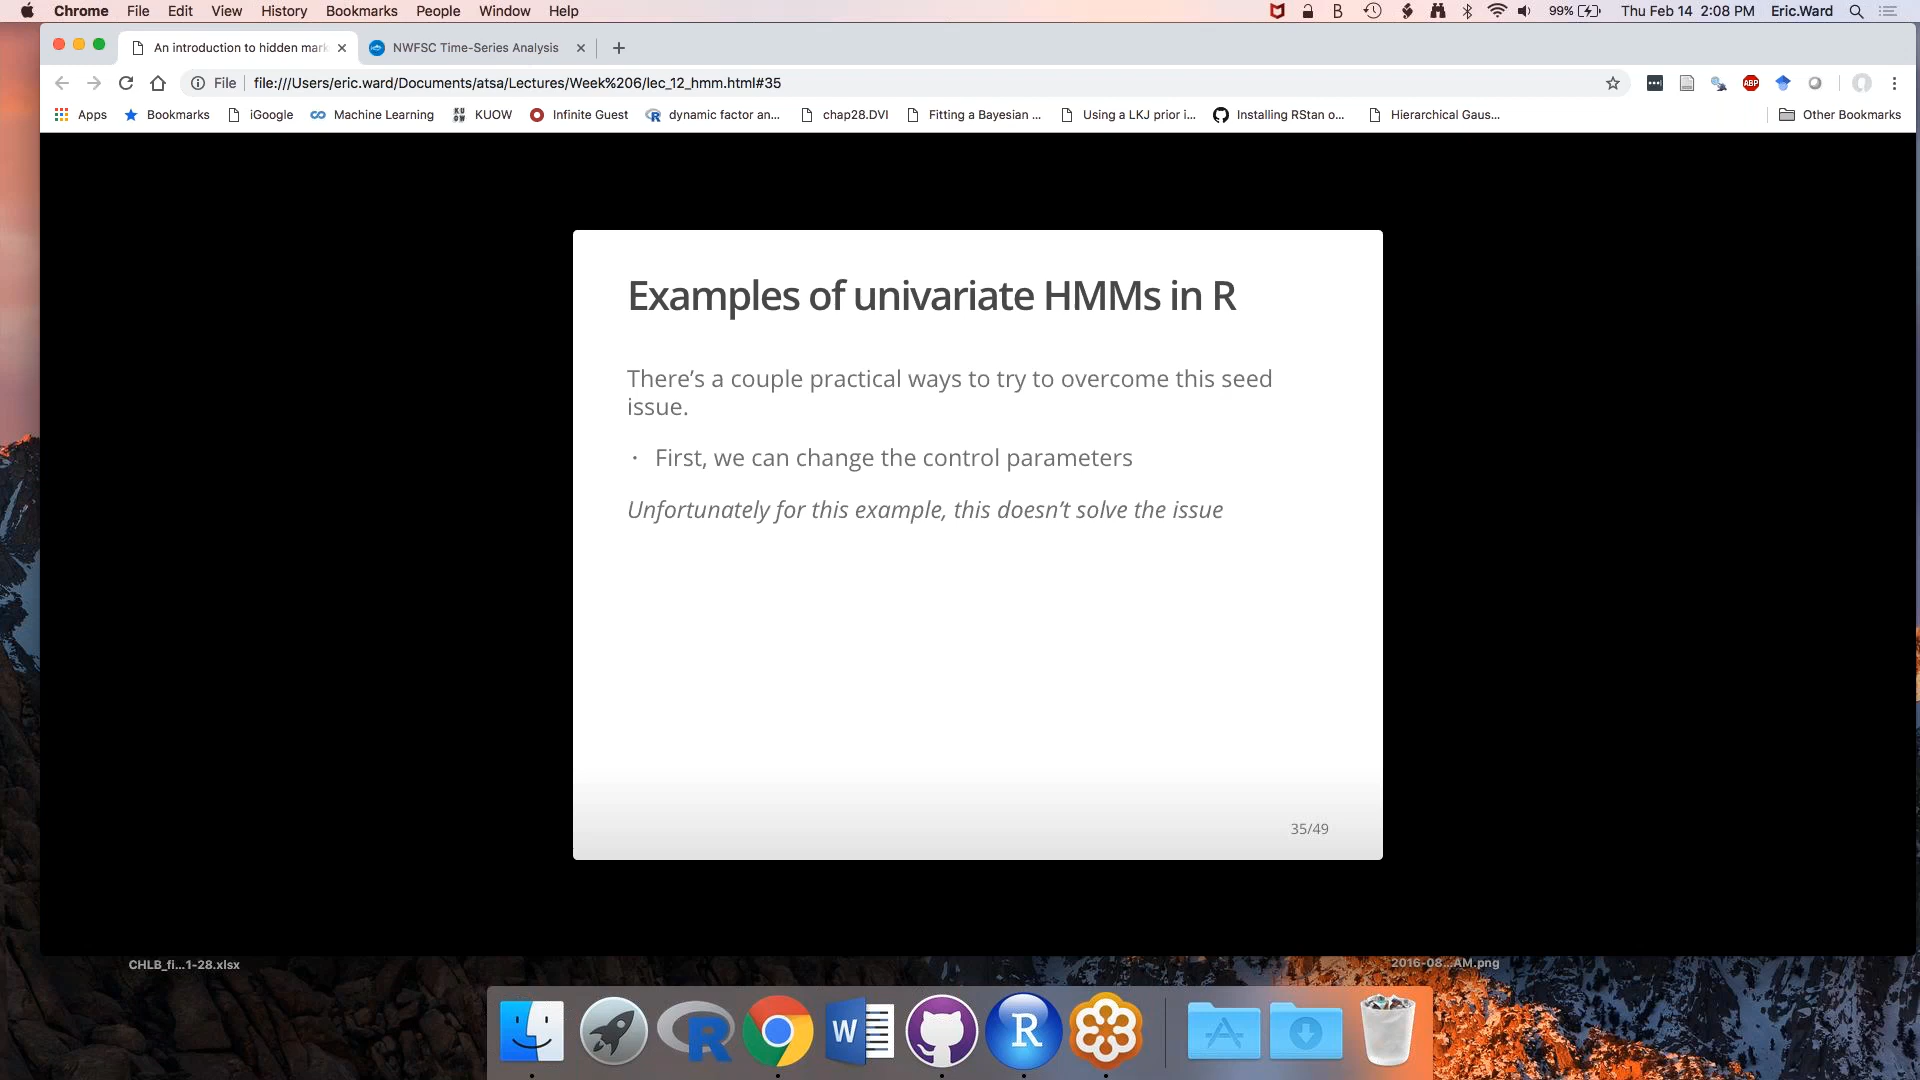 Chrome File Edit View History Bookmarks People Window Help 99% Thu Feb 14 2:08 PM Eric.Ward
An introduction to hidden mark NWFSC Time-Series Analysis
File file:///Users/eric.ward/Documents/atsa/Lectures/Week%206/lec_12_hmm.html#35 ABP
Apps Bookmarks iGoogle Machine Learning KUOW KUOW Infinite Guest dynamic factor an... chap28.DVI Fitting a Bayesian ... Using a LKJ prior i... Installing RStan o... Hierarchical Gaus... Other Bookmarks
Examples of univariate HMMs in R
There’s a couple practical ways to try to overcome this seed
issue.
· First, we can change the control parameters
Unfortunately for this example, this doesn’t solve the issue
35/49
CHLB_fi...1-28.xlsx 2016-08...AM.png
R W R